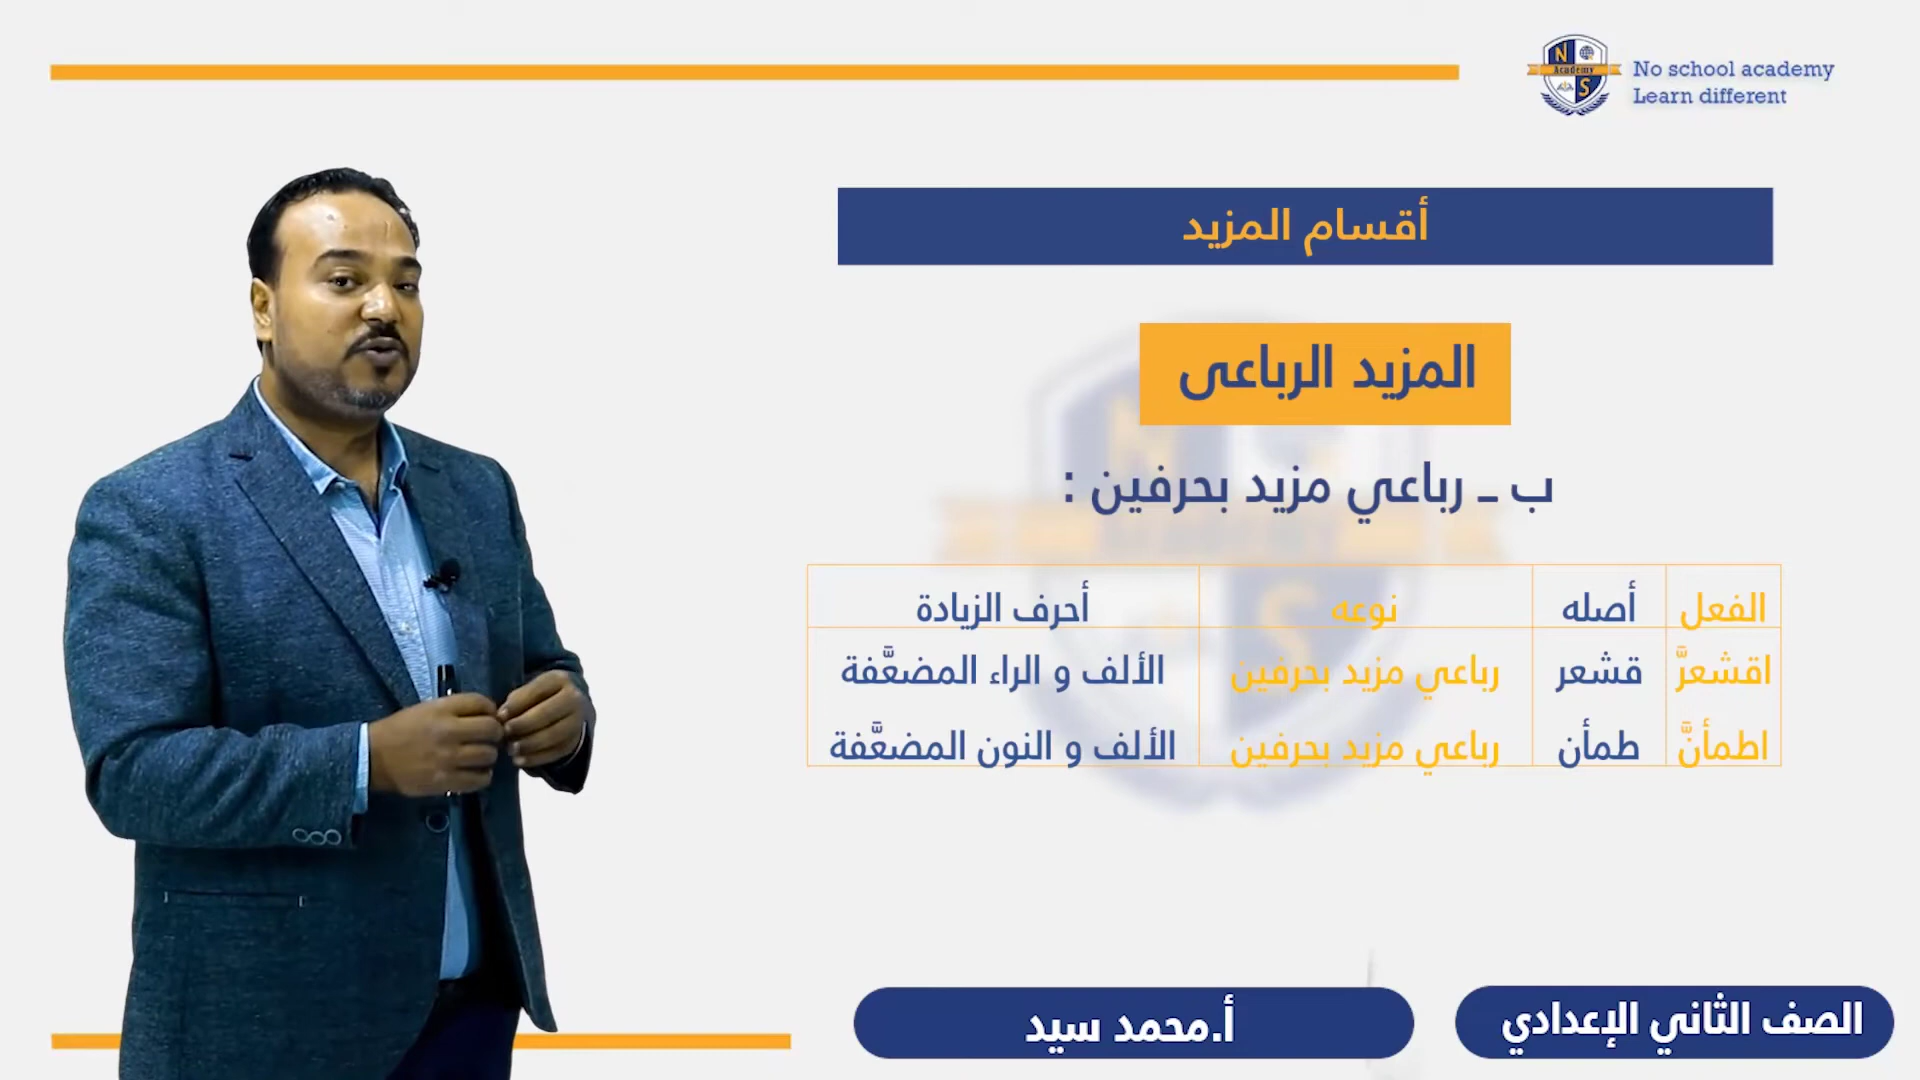 No school academy
Learn different
N
Academy
S
أقسام المزيد
المزيد الرباعى
ب ـ رباعي مزيد بحرفين :
الفعل أصله نوعه أحرف الزيادة
اقشعرَّ قشعر رباعي مزيد بحرفين الألف و الراء المضعَّفة
اطمأنَّ طمأن رباعي مزيد بحرفين الألف و النون المضعَّفة
الصف الثاني الإعدادي
أ.محمد سيد